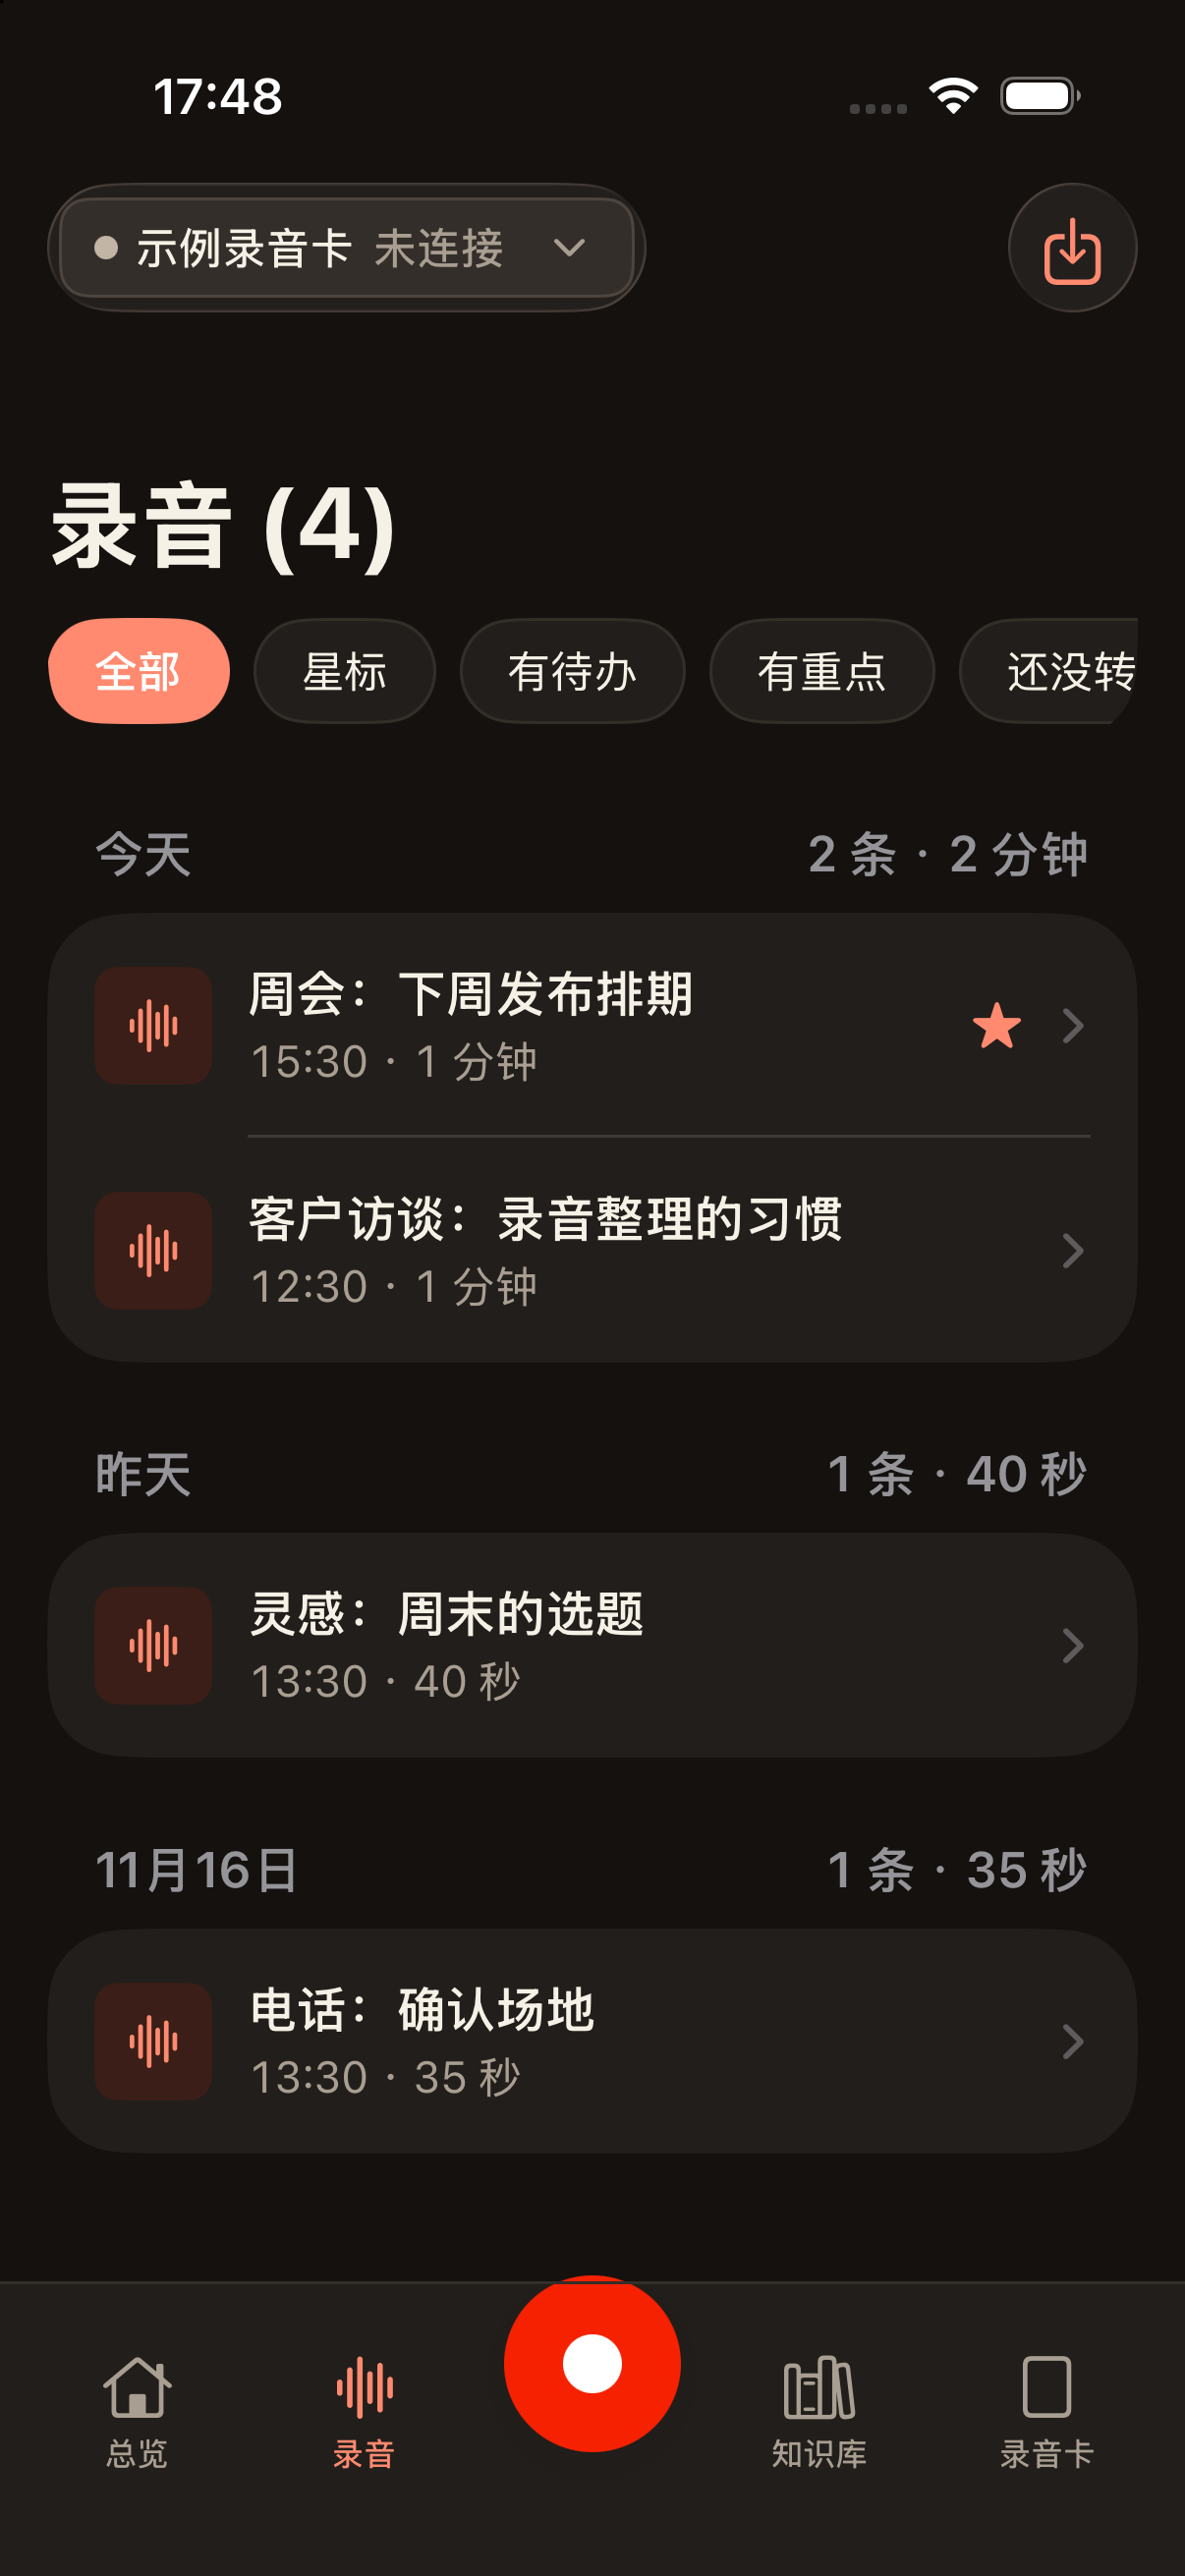 17:48
示例录音卡 未连接
录音 (4)
全部 星标 有待办 有重点 还没转
今天 2 条 · 2 分钟
周会：下周发布排期
15:30 · 1 分钟
客户访谈：录音整理的习惯
12:30 · 1 分钟
昨天 1 条 · 40 秒
灵感：周末的选题
13:30 · 40 秒
11月16日 1 条 · 35 秒
电话：确认场地
13:30 · 35 秒
总览 录音 知识库 录音卡